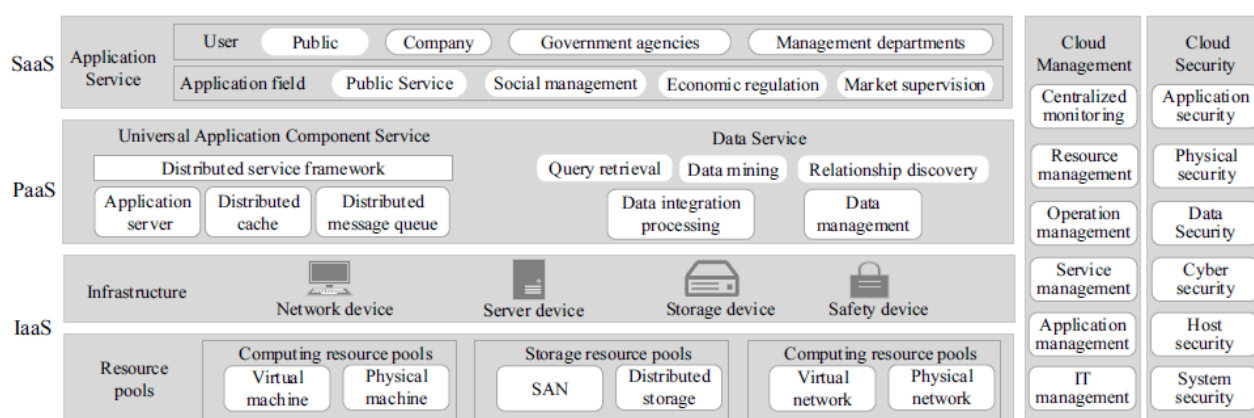 SaaS
Application
Service
User
Public
Company
Government agencies
Management departments
Application field
Public Service
Social management
Economic regulation
Market supervision
PaaS
Universal Application Component Service
Distributed service framework
Application
server
Distributed
cache
Distributed
message queue
Data Service
Query retrieval
Data mining
Relationship discovery
Data integration
processing
Data
management
IaaS
Infrastructure
Network device
Server device
Storage device
Safety device
Resource
pools
Computing resource pools
Virtual
machine
Physical
machine
Storage resource pools
SAN
Distributed
storage
Computing resource pools
Virtual
network
Physical
network
Cloud
Management
Centralized
monitoring
Resource
management
Operation
management
Service
management
Application
management
IT
management
Cloud
Security
Application
security
Physical
security
Data
Security
Cyber
security
Host
security
System
security